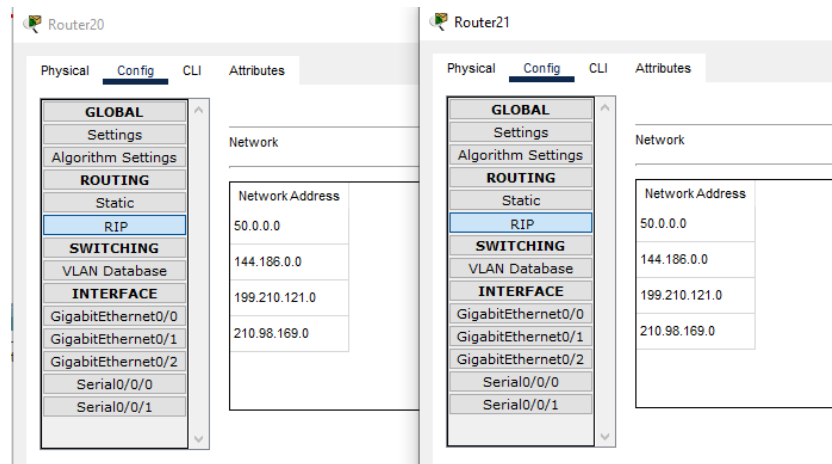 Router20
Physical Config CLI Attributes
GLOBAL
Settings
Algorithm Settings
ROUTING
Static
RIP
SWITCHING
VLAN Database
INTERFACE
GigabitEthernet0/0
GigabitEthernet0/1
GigabitEthernet0/2
Serial0/0/0
Serial0/0/1
Network
Network Address
50.0.0.0
144.186.0.0
199.210.121.0
210.98.169.0
Router21
Physical Config CLI Attributes
GLOBAL
Settings
Algorithm Settings
ROUTING
Static
RIP
SWITCHING
VLAN Database
INTERFACE
GigabitEthernet0/0
GigabitEthernet0/1
GigabitEthernet0/2
Serial0/0/0
Serial0/0/1
Network
Network Address
50.0.0.0
144.186.0.0
199.210.121.0
210.98.169.0